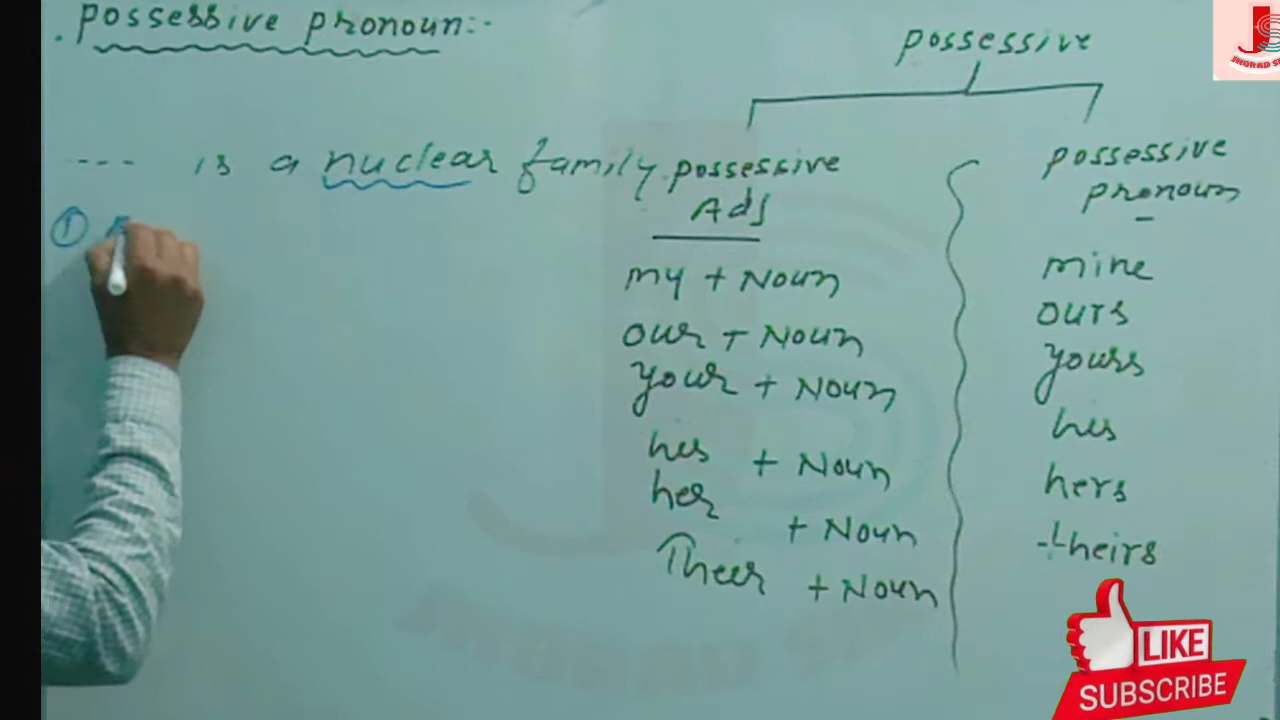 . Possessive pronoun:-
---- is a nuclear family.
①
possessive
possessive Adj
my + Noun
our + Noun
your + Noun
his + Noun
her + Noun
Their + Noun
possessive pronoun
mine
ours
yours
his
hers
theirs
LIKE
SUBSCRIBE